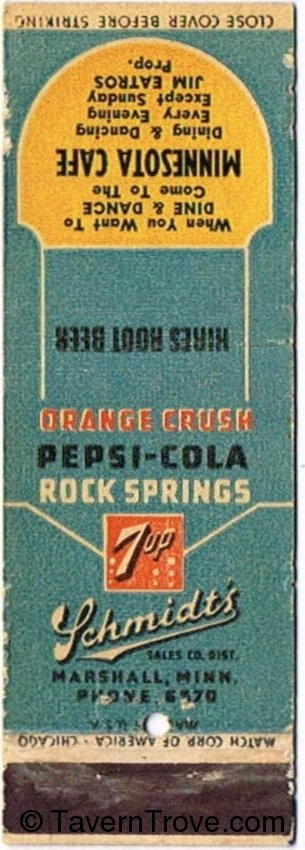 CLOSE COVER BEFORE STRIKING
When You Want To
DINE & DANCE
Come To The
MINNESOTA CAFE
Dining & Dancing
Every Evening
Except Sunday
JIM EATROS
Prop.
HIRES ROOT BEER
ORANGE CRUSH
PEPSI-COLA
ROCK SPRINGS
7up
Schmidt's
SALES CO. DIST.
MARSHALL, MINN.
PHONE 6570
MATCH CORP OF AMERICA • CHICAGO
© TavernTrove.com